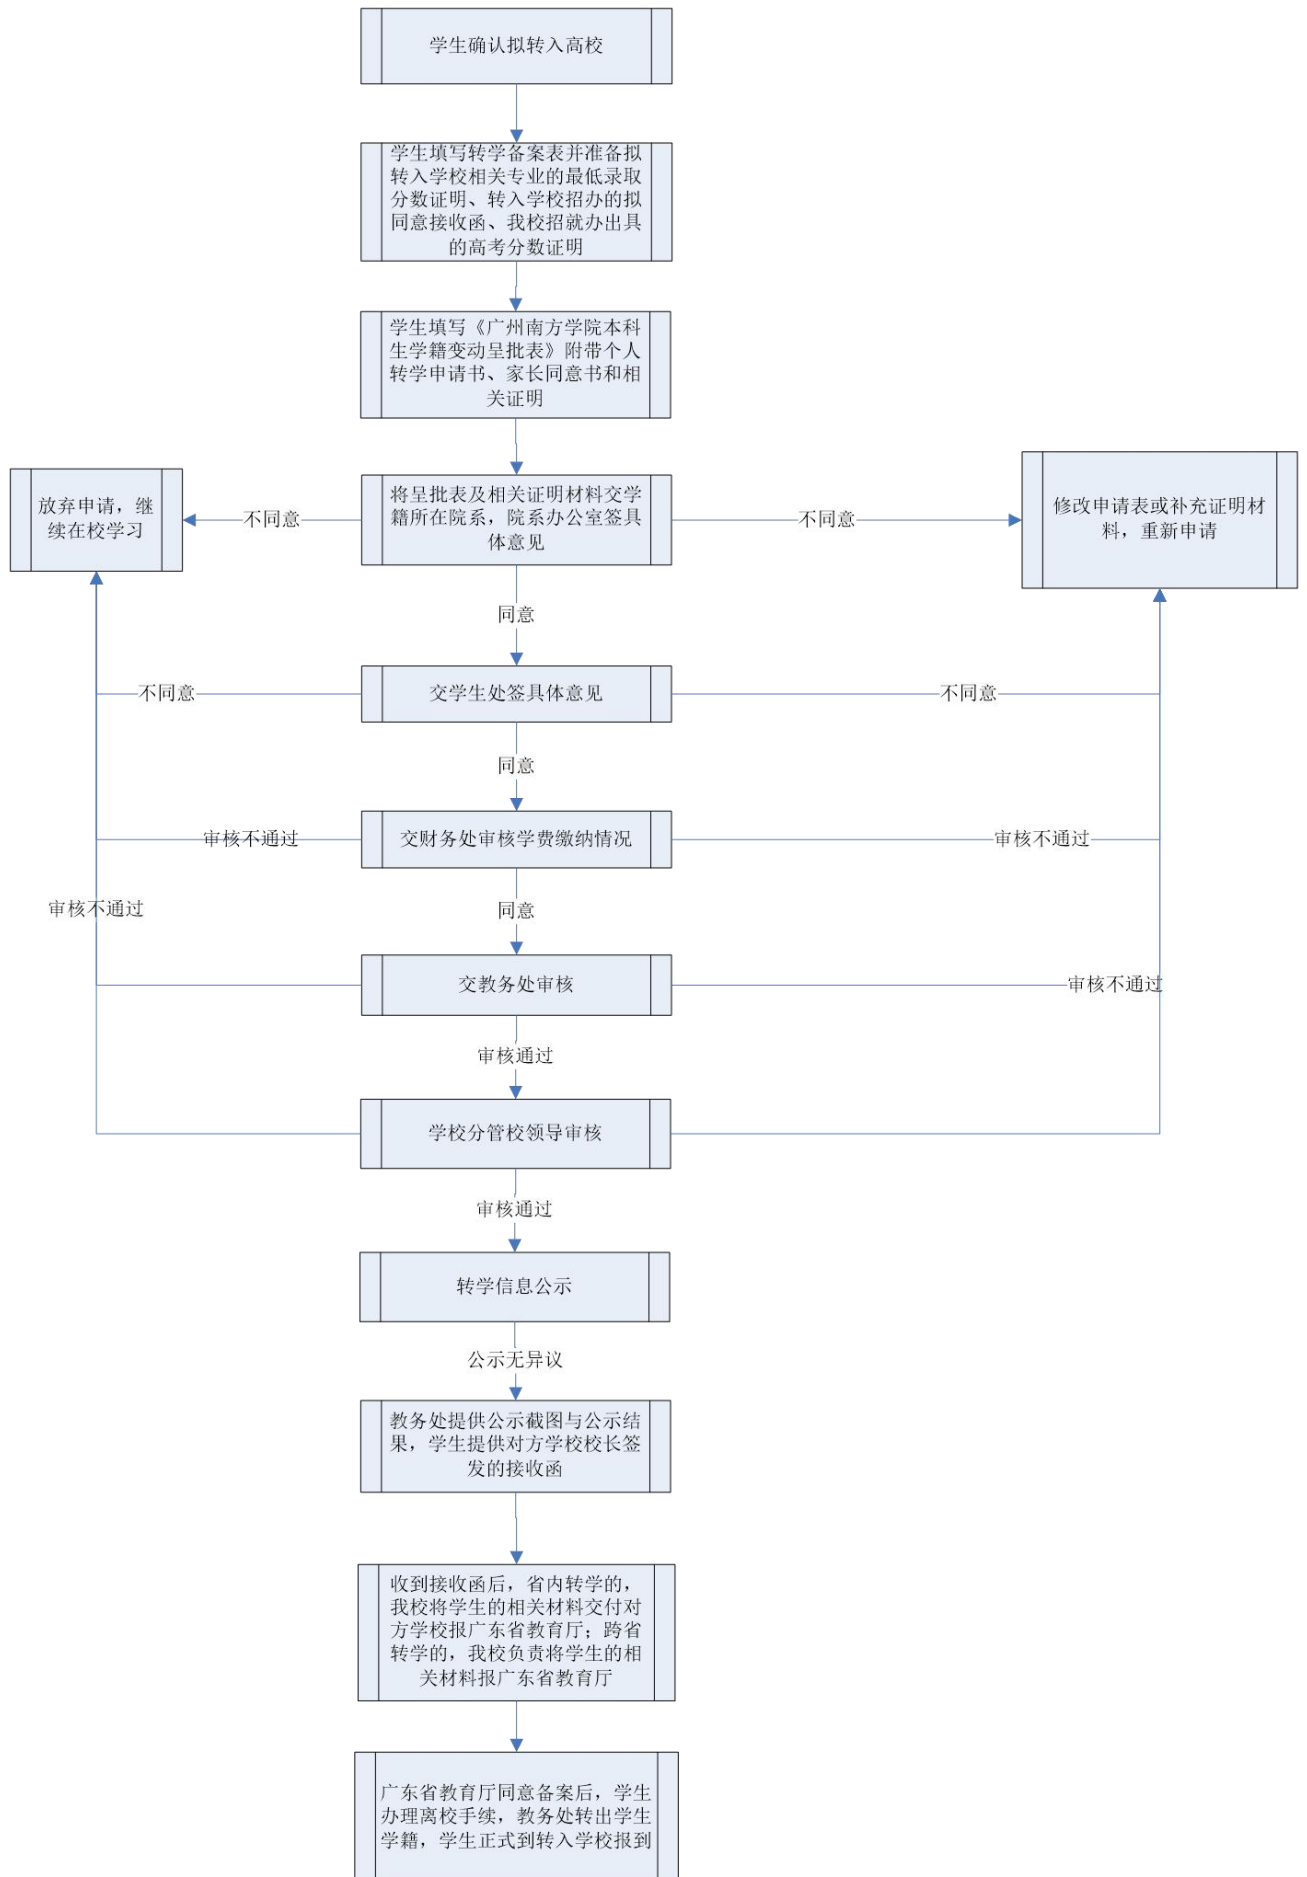 学生确认拟转入高校
学生填写转学备案表并准备拟
转入学校相关专业的最低录取
分数证明、转入学校招办的拟
同意接收函、我校招就办出具
的高考分数证明
学生填写《广州南方学院本科
生学籍变动呈批表》附带个人
转学申请书、家长同意书和相
关证明
放弃申请，继
续在校学习
不同意
将呈批表及相关证明材料交学
籍所在院系，院系办公室签具
体意见
不同意
修改申请表或补充证明材
料，重新申请
同意
不同意
交学生处签具体意见
不同意
同意
审核不通过
交财务处审核学费缴纳情况
审核不通过
审核不通过
同意
交教务处审核
审核不通过
审核通过
学校分管校领导审核
审核通过
转学信息公示
公示无异议
教务处提供公示截图与公示结
果，学生提供对方学校校长签
发的接收函
收到接收函后，省内转学的，
我校将学生的相关材料交付对
方学校报广东省教育厅；跨省
转学的，我校负责将学生的相
关材料报广东省教育厅
广东省教育厅同意备案后，学生
办理离校手续，教务处转出学生
学籍，学生正式到转入学校报到